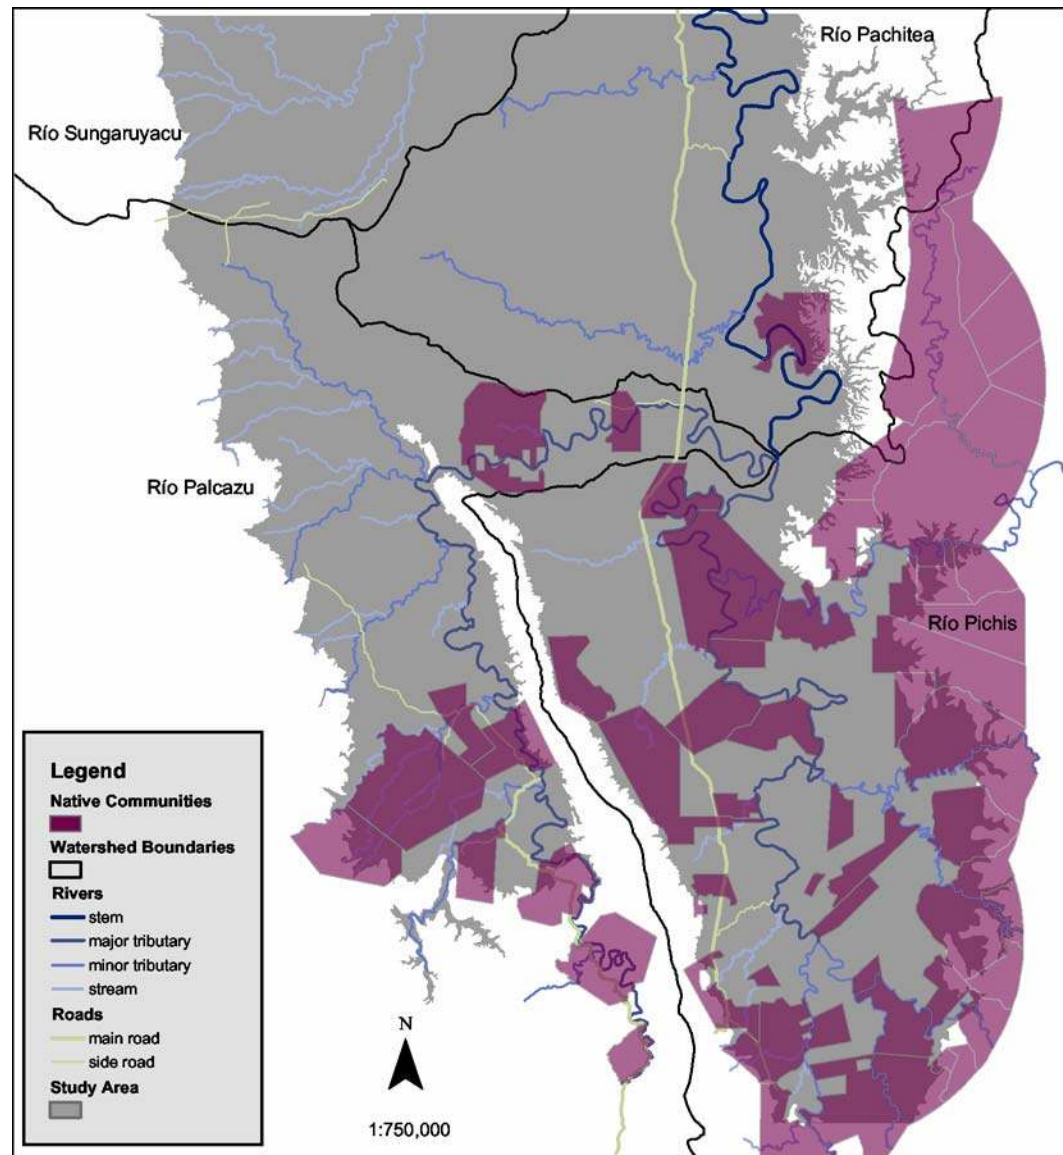 Río Pachitea
Río Sungaruyacu
Río Palcazu
Río Pichis
Legend
Native Communities
Watershed Boundaries
Rivers
stem
major tributary
minor tributary
stream
Roads
main road
side road
Study Area
N
1:750,000